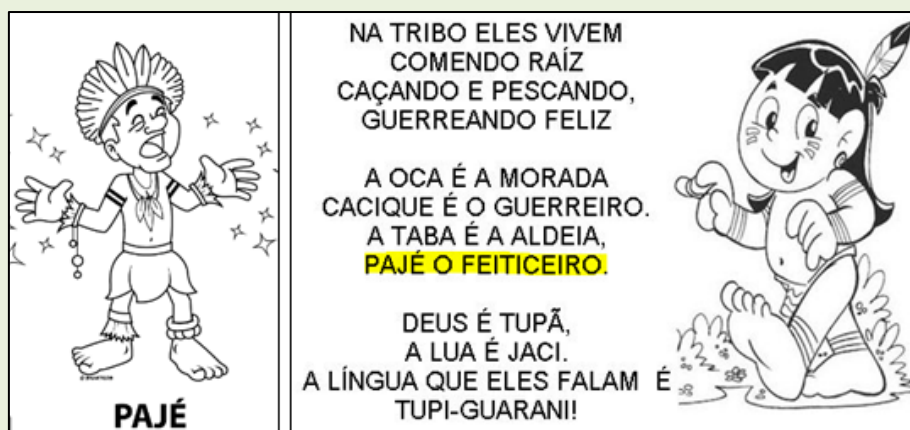 PAJÉ
NA TRIBO ELES VIVEM
COMENDO RAÍZ
CAÇANDO E PESCANDO,
GUERREANDO FELIZ
A OCA É A MORADA
CACIQUE É O GUERREIRO.
A TABA É A ALDEIA,
PAJÉ O FEITICEIRO.
DEUS É TUPÃ,
A LUA É JACI.
A LÍNGUA QUE ELES FALAM É
TUPI-GUARANI!